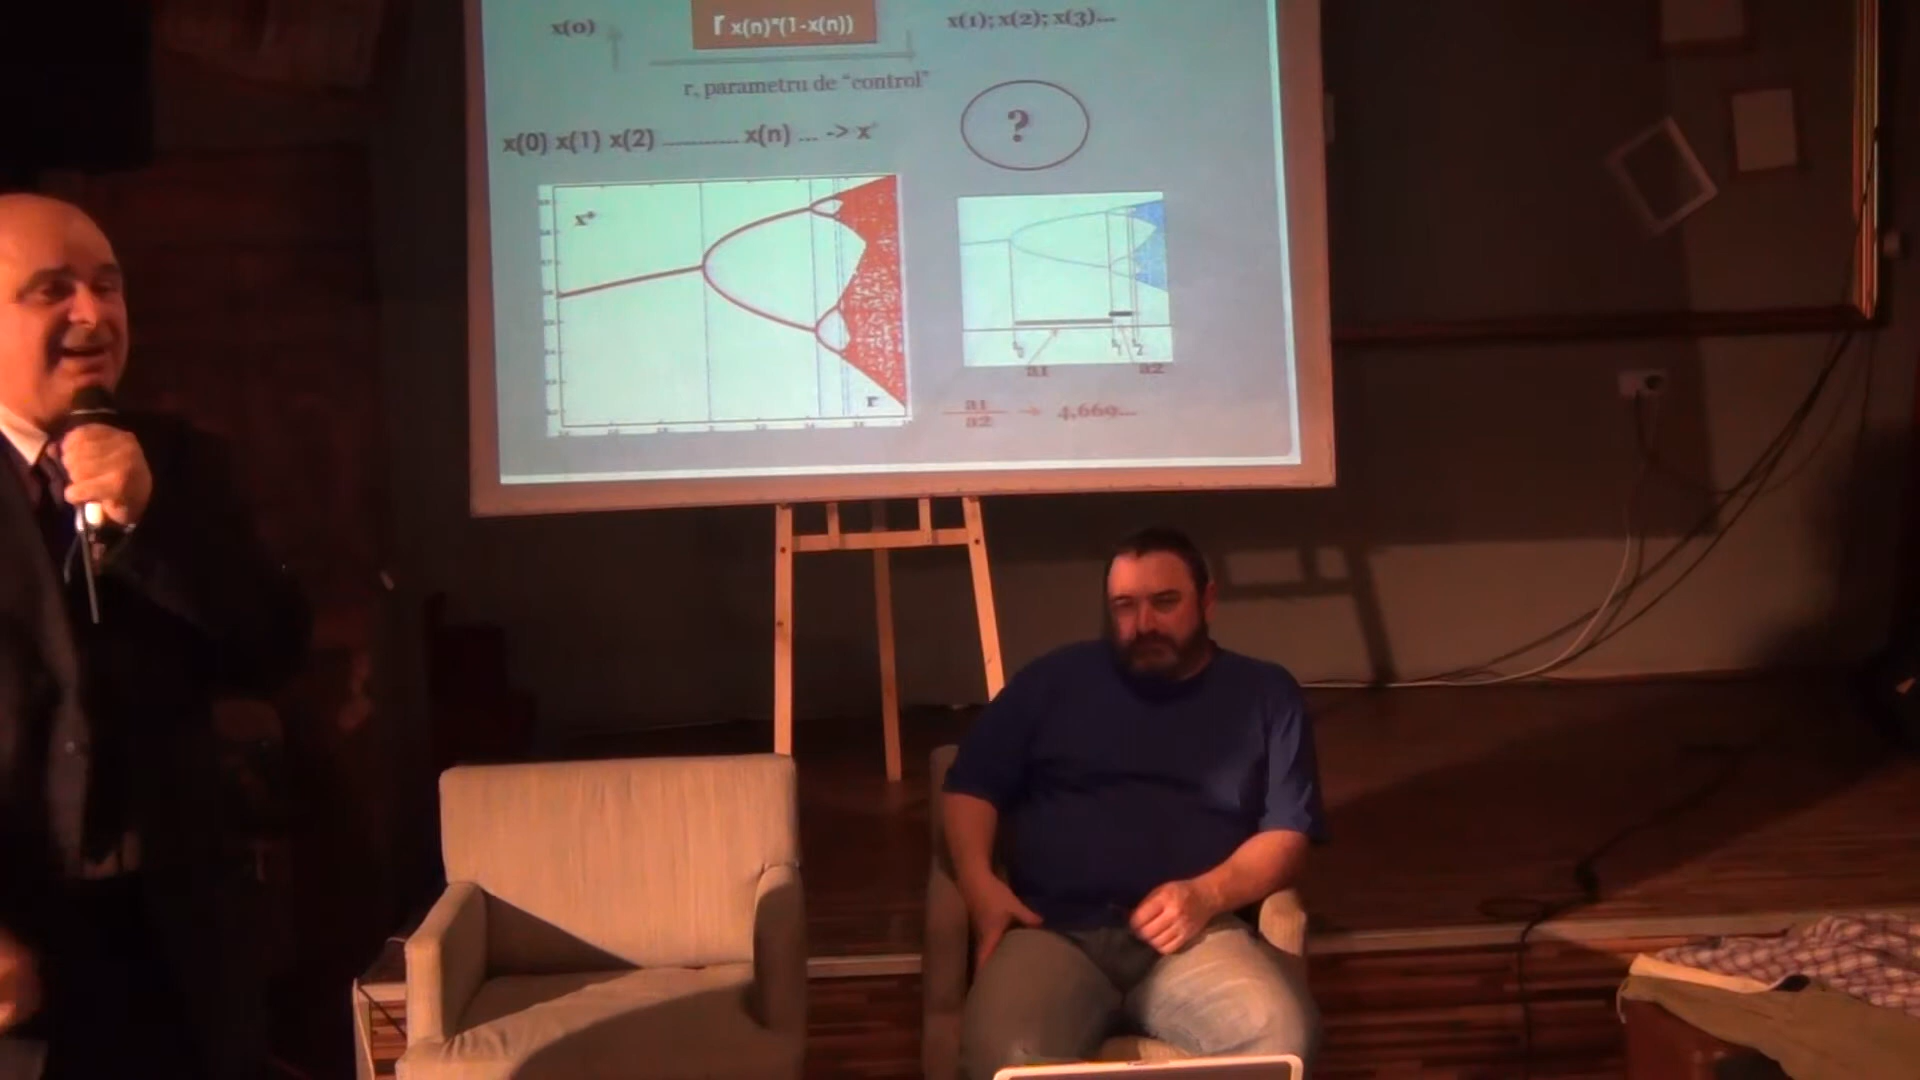 x(0)
r x(n)*(1-x(n))
x(1); x(2); x(3)...
r, parametru de “control”
?
x(0) x(1) x(2) ............ x(n) ... -> x*
x*
r
a1
a2
a1
a2
4,669...